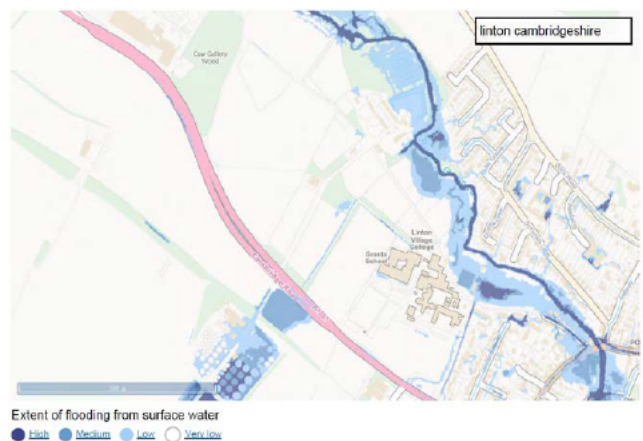 linton cambridgeshire
Cow Gallery
Wood
Linton
Village
College
Granta
School
Extent of flooding from surface water
High Medium Low Very low